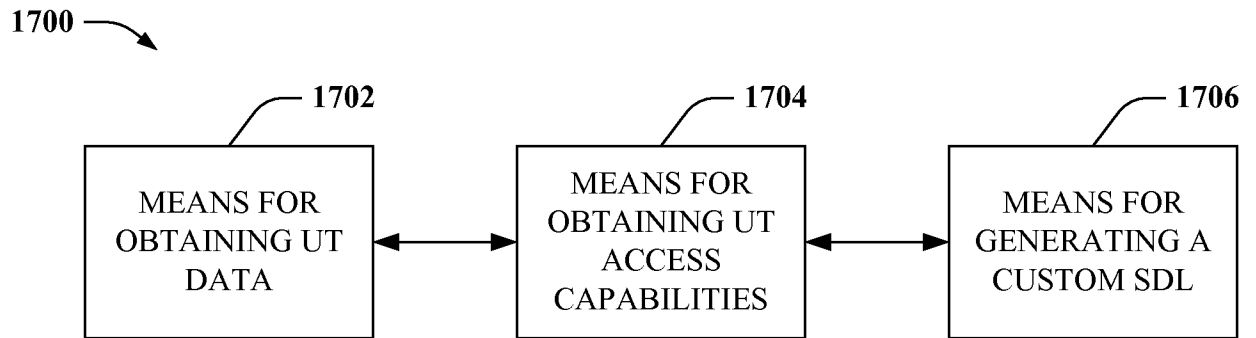 1700
1702
1704
1706
MEANS FOR
OBTAINING UT
DATA
MEANS FOR
OBTAINING UT
ACCESS
CAPABILITIES
MEANS FOR
GENERATING A
CUSTOM SDL